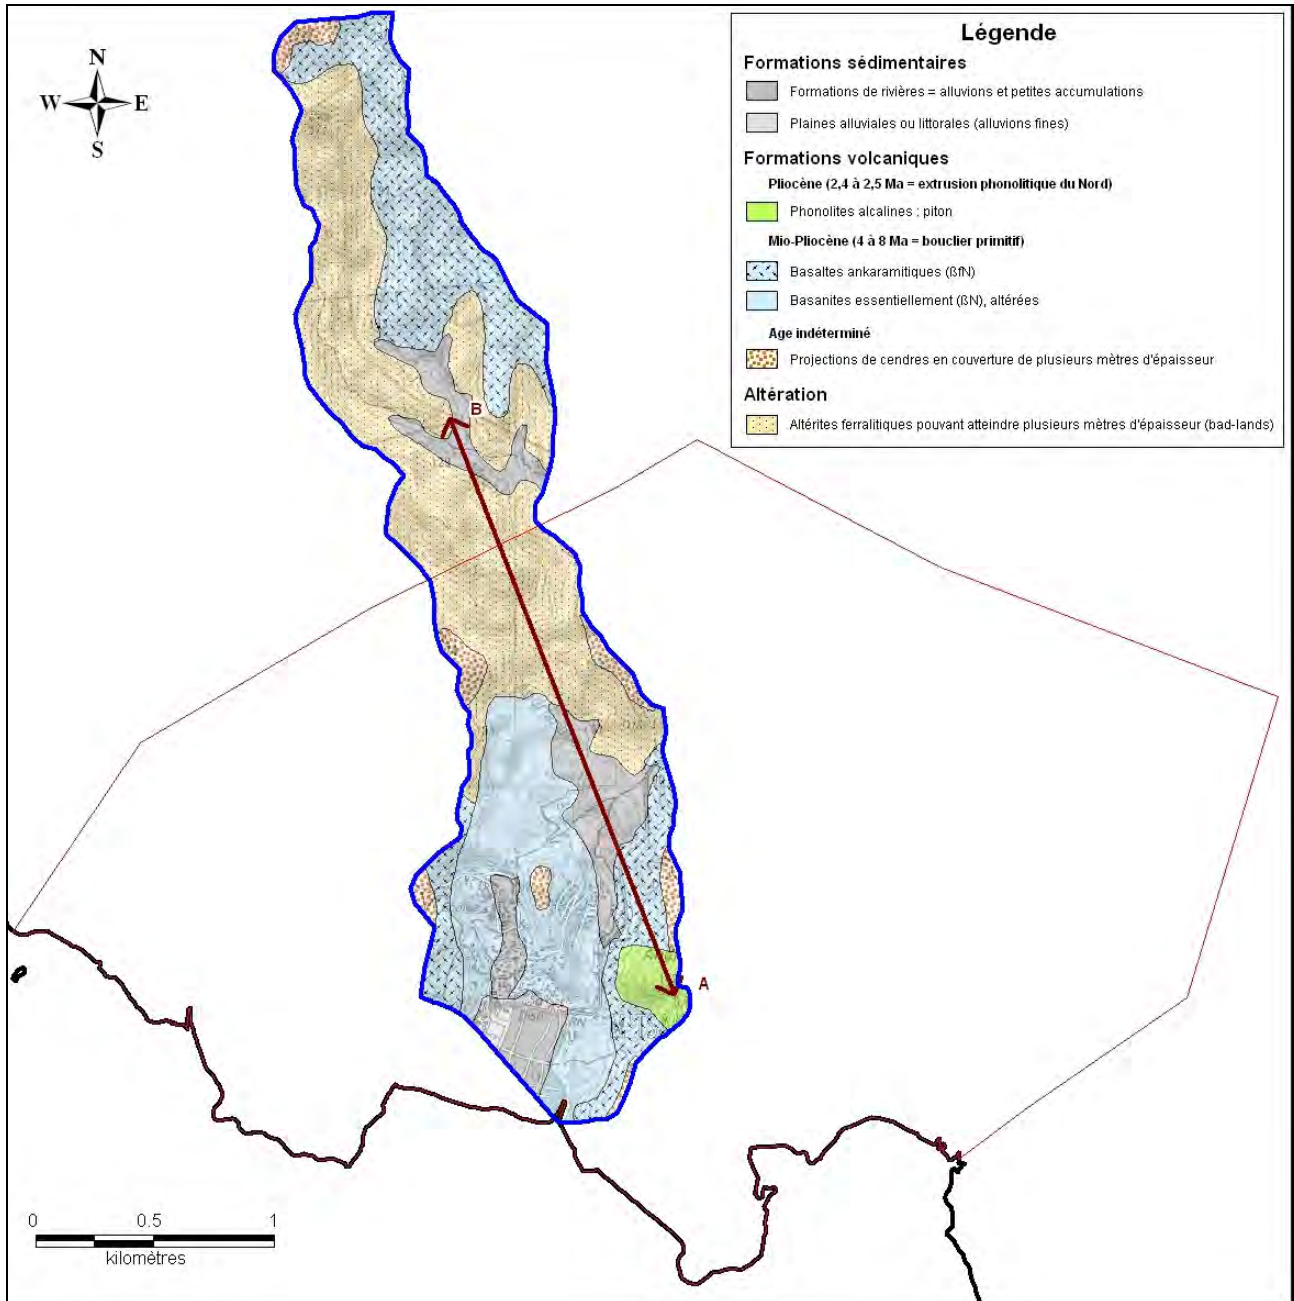 N
W
E
S
Légende
Formations sédimentaires
Formations de rivières = alluvions et petites accumulations
Plaines alluviales ou littorales (alluvions fines)
Formations volcaniques
Pliocène (2,4 à 2,5 Ma = extrusion phonolitique du Nord)
Phonolites alcalines : piton
Mio-Pliocène (4 à 8 Ma = bouclier primitif)
Basaltes ankaramitiques (ßfN)
Basanites essentiellement (ßN), altérées
Age indéterminé
Projections de cendres en couverture de plusieurs mètres d'épaisseur
Altération
Altérites ferralitiques pouvant atteindre plusieurs mètres d'épaisseur (bad-lands)
B
A
0 0.5 1
kilomètres